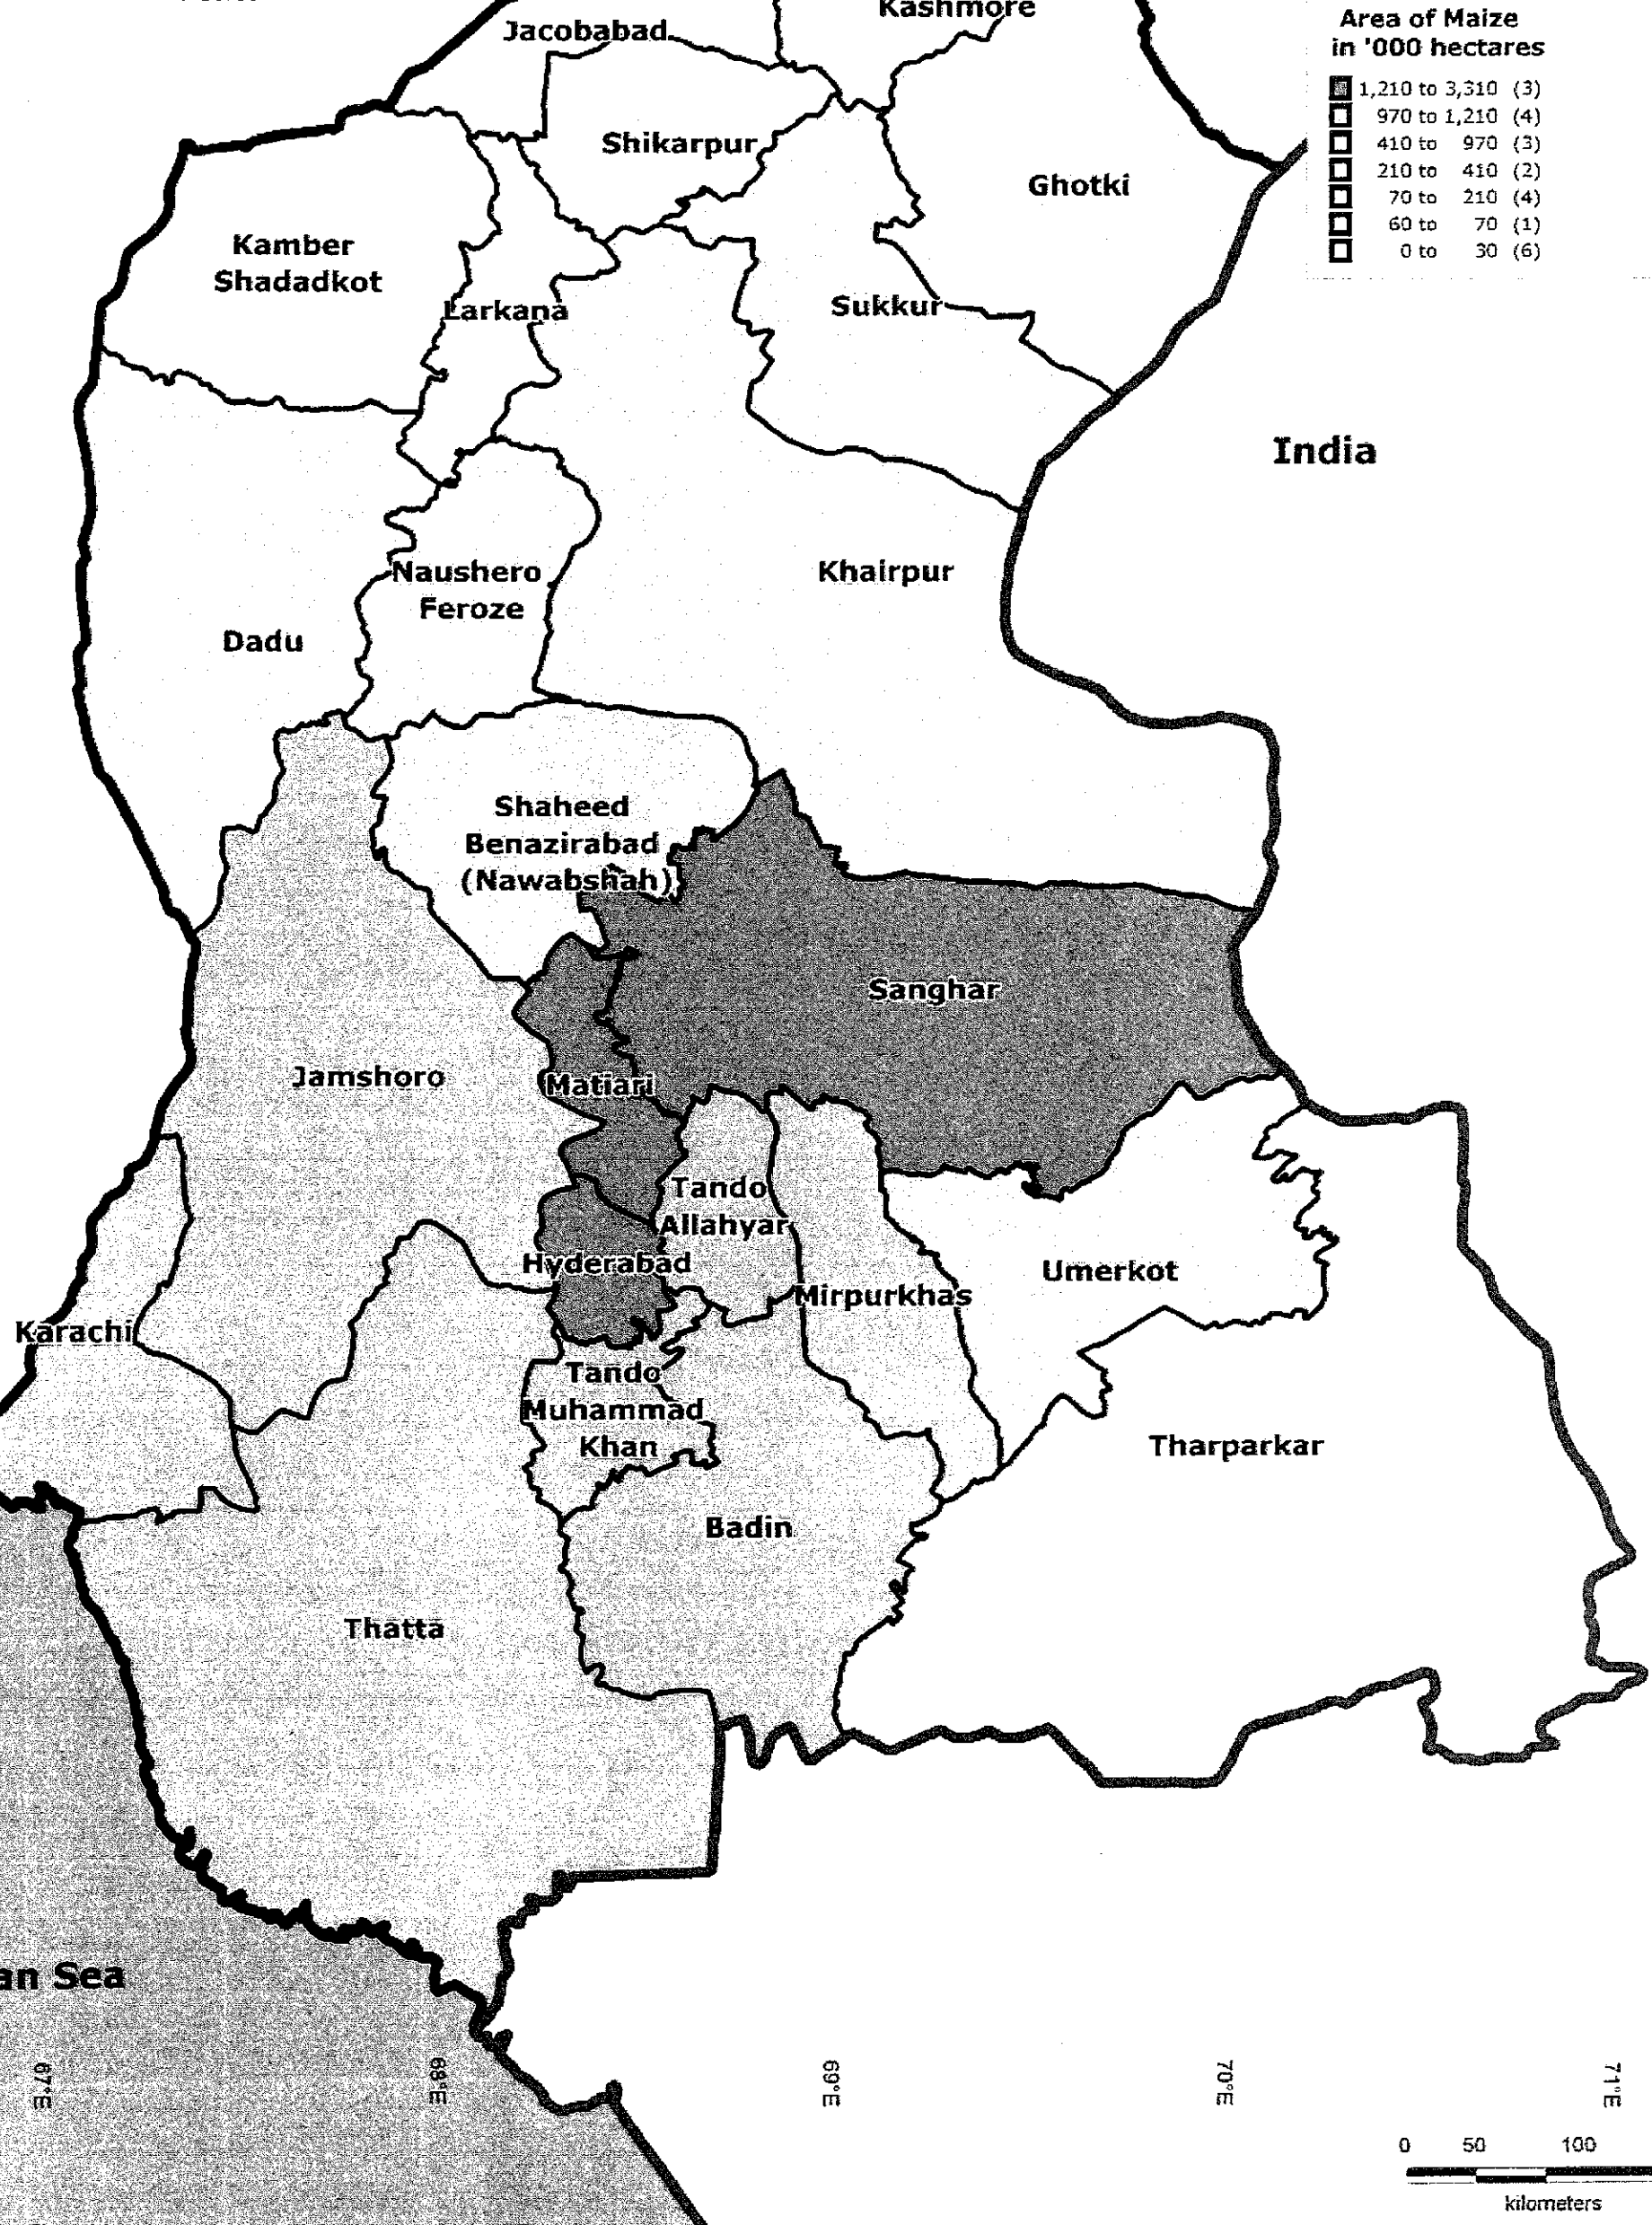 Kashmore
Jacobabad
Area of Maize
in '000 hectares
1,210 to 3,310 (3)
970 to 1,210 (4)
410 to 970 (3)
210 to 410 (2)
70 to 210 (4)
60 to 70 (1)
0 to 30 (6)
Shikarpur
Ghotki
Kamber
Shadadkot
Larkana
Sukkur
India
Naushero
Feroze
Khairpur
Dadu
Shaheed
Benazirabad
(Nawabshah)
Sanghar
Jamshoro
Matiari
Tando
Allahyar
Hyderabad
Umerkot
Mirpurkhas
Karachi
Tando
Muhammad
Khan
Tharparkar
Badin
Thatta
an Sea
67°E
68°E
69°E
70°E
71°E
0 50 100
kilometers